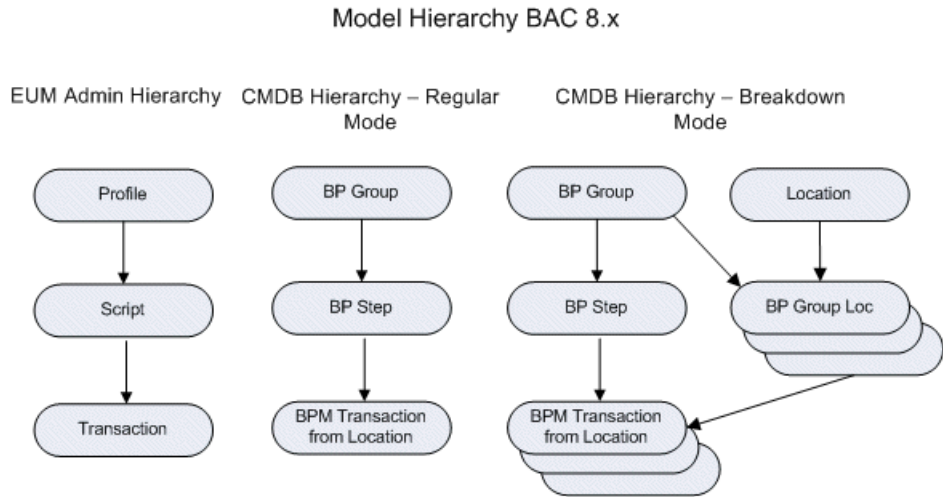 Model Hierarchy BAC 8.x
EUM Admin Hierarchy
CMDB Hierarchy – Regular
Mode
CMDB Hierarchy – Breakdown
Mode
Profile
Script
Transaction
BP Group
BP Step
BPM Transaction
from Location
BP Group
Location
BP Step
BP Group Loc
BPM Transaction
from Location